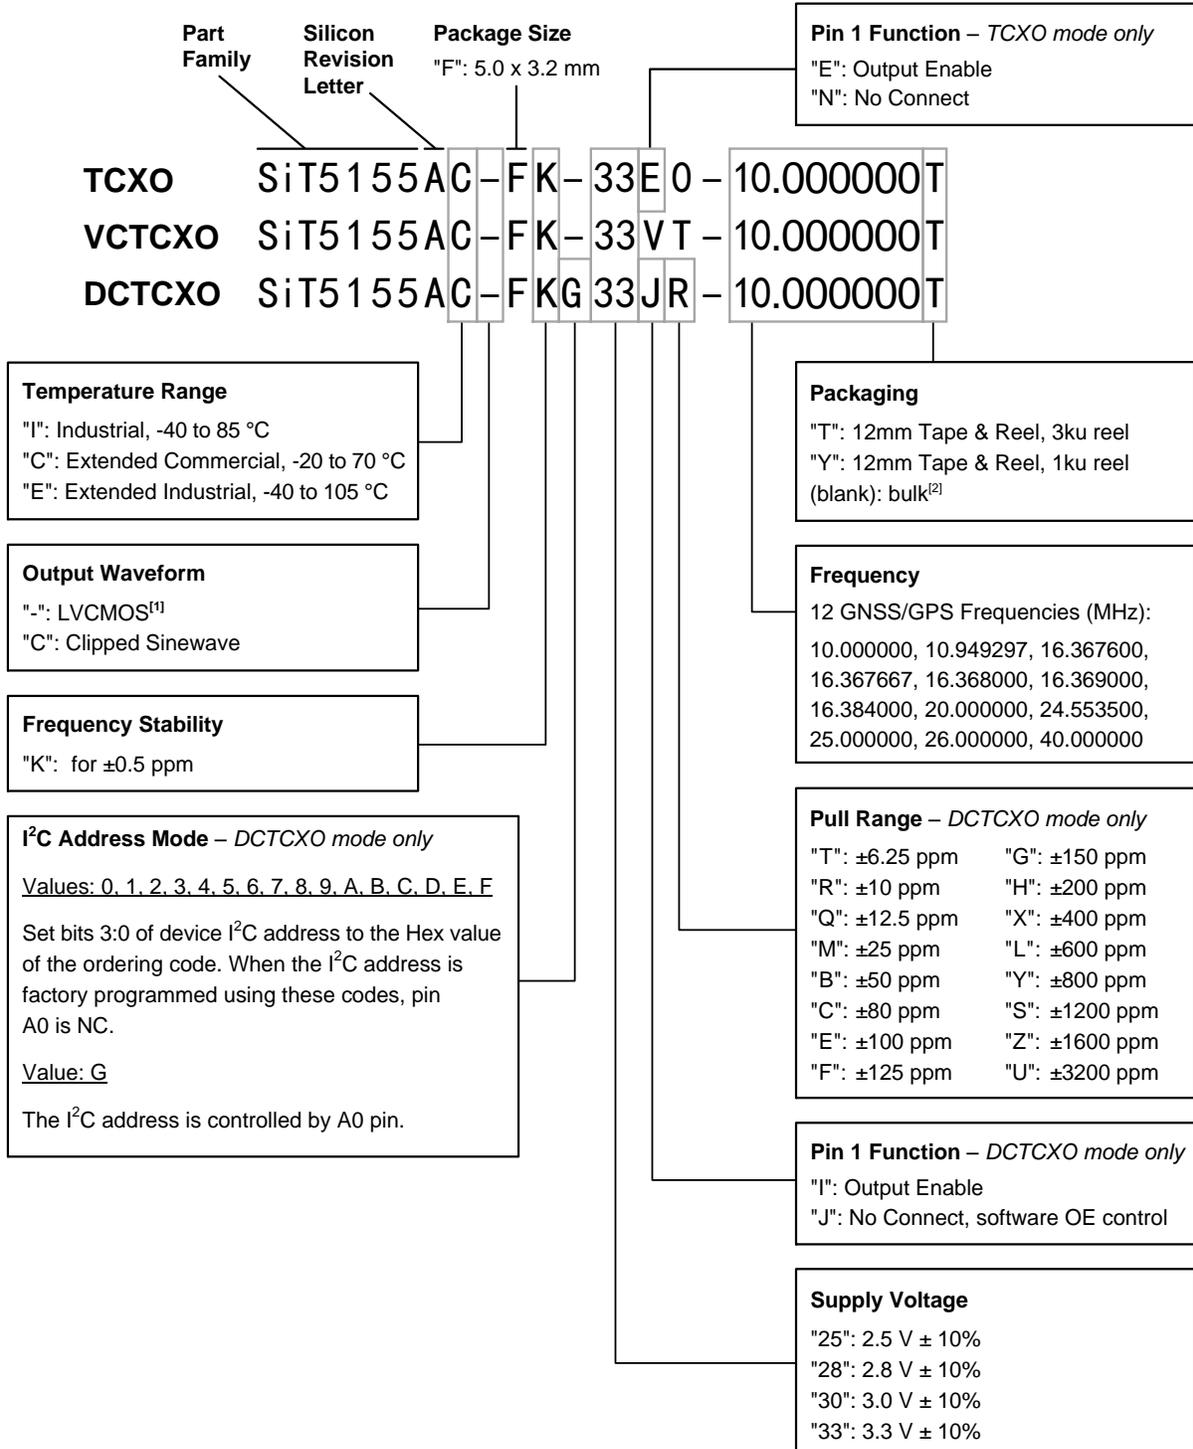 Part
Family
Silicon
Revision
Letter
Package Size
"F": 5.0 x 3.2 mm
Pin 1 Function – TCXO mode only
"E": Output Enable
"N": No Connect
TCXO SiT5155AC-FK-33E0-10.000000T
VCTCXO SiT5155AC-FK-33VT-10.000000T
DCTCXO SiT5155AC-FKG33JR-10.000000T
Temperature Range
"I": Industrial, -40 to 85 °C
"C": Extended Commercial, -20 to 70 °C
"E": Extended Industrial, -40 to 105 °C
Output Waveform
"-": LVCMOS[1]
"C": Clipped Sinewave
Frequency Stability
"K": for ±0.5 ppm
I²C Address Mode – DCTCXO mode only
Values: 0, 1, 2, 3, 4, 5, 6, 7, 8, 9, A, B, C, D, E, F
Set bits 3:0 of device I²C address to the Hex value
of the ordering code. When the I²C address is
factory programmed using these codes, pin
A0 is NC.
Value: G
The I²C address is controlled by A0 pin.
Packaging
"T": 12mm Tape & Reel, 3ku reel
"Y": 12mm Tape & Reel, 1ku reel
(blank): bulk[2]
Frequency
12 GNSS/GPS Frequencies (MHz):
10.000000, 10.949297, 16.367600,
16.367667, 16.368000, 16.369000,
16.384000, 20.000000, 24.553500,
25.000000, 26.000000, 40.000000
Pull Range – DCTCXO mode only
"T": ±6.25 ppm "G": ±150 ppm
"R": ±10 ppm "H": ±200 ppm
"Q": ±12.5 ppm "X": ±400 ppm
"M": ±25 ppm "L": ±600 ppm
"B": ±50 ppm "Y": ±800 ppm
"C": ±80 ppm "S": ±1200 ppm
"E": ±100 ppm "Z": ±1600 ppm
"F": ±125 ppm "U": ±3200 ppm
Pin 1 Function – DCTCXO mode only
"I": Output Enable
"J": No Connect, software OE control
Supply Voltage
"25": 2.5 V ± 10%
"28": 2.8 V ± 10%
"30": 3.0 V ± 10%
"33": 3.3 V ± 10%